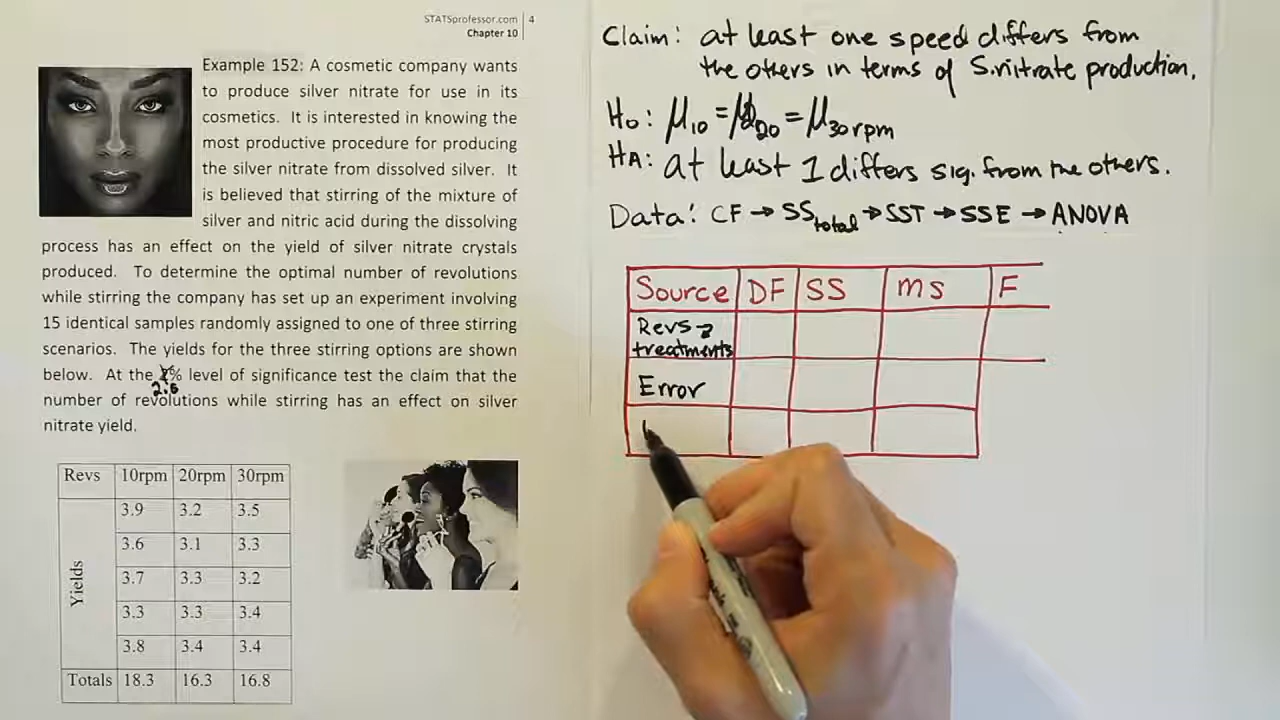 STATSprofessor.com 4
Chapter 10
Example 152: A cosmetic company wants
to produce silver nitrate for use in its
cosmetics. It is interested in knowing the
most productive procedure for producing
the silver nitrate from dissolved silver. It
is believed that stirring of the mixture of
silver and nitric acid during the dissolving
process has an effect on the yield of silver nitrate crystals
produced. To determine the optimal number of revolutions
while stirring the company has set up an experiment involving
15 identical samples randomly assigned to one of three stirring
scenarios. The yields for the three stirring options are shown
below. At the % level of significance test the claim that the
2.5
number of revolutions while stirring has an effect on silver
nitrate yield.
Revs 10rpm 20rpm 30rpm
Yields
3.9 3.2 3.5
3.6 3.1 3.3
3.7 3.3 3.2
3.3 3.3 3.4
3.8 3.4 3.4
Totals 18.3 16.3 16.8
Claim: at least one speed differs from
the others in terms of S.nitrate production.
H0: μ10 = μ20 = μ30rpm
HA: at least 1 differs sig. from the others.
Data: CF → SStotal → SST → SSE → ANOVA
Source DF SS MS F
Revs
treatments
Error